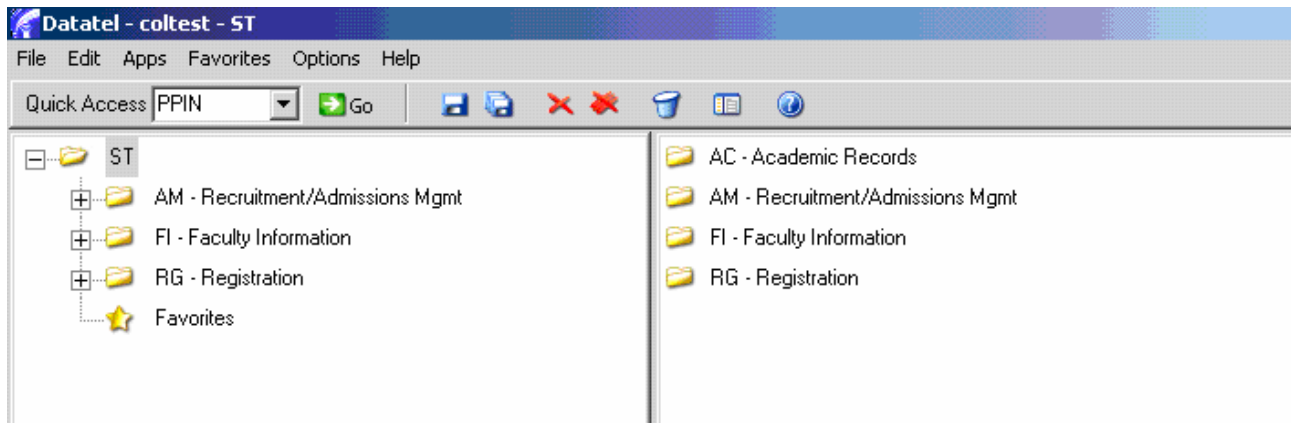 Datatel - coltest - ST
File Edit Apps Favorites Options Help
Quick Access PPIN Go
ST
AM - Recruitment/Admissions Mgmt
FI - Faculty Information
RG - Registration
Favorites
AC - Academic Records
AM - Recruitment/Admissions Mgmt
FI - Faculty Information
RG - Registration